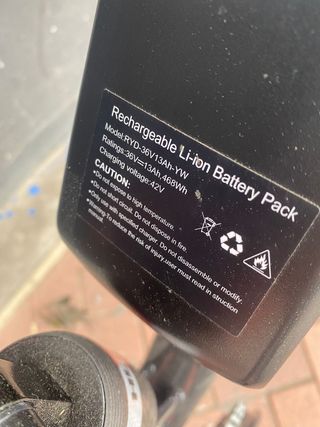 Rechargeable Li-ion Battery Pack
Model:RYD-36V13Ah-YW
Ratings:36V⎓13Ah,468Wh
Charging voltage:42V
CAUTION:
•Do not expose to high temperature.
•Do not short circuit. Do not dispose in fire.
•Only use with specified charger. Do not disassemble or modify.
•Warning-To reduce the risk of injury,user must read in struction
manual.